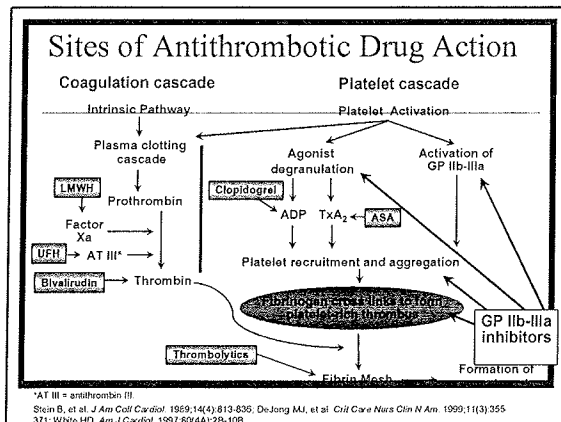 Sites of Antithrombotic Drug Action
Coagulation cascade
Platelet cascade
Intrinsic Pathway
Platelet Activation
Plasma clotting
cascade
Agonist
degranulation
Activation of
GP IIb-IIIa
LMWH
Prothrombin
Clopidogrel
Factor
Xa
ADP
TxA2
ASA
UFH
AT III*
Platelet recruitment and aggregation
Bivalirudin
Thrombin
Fibrinogen cross links to form
platelet-rich thrombus
GP IIb-IIIa
inhibitors
Thrombolytics
Fibrin Mesh
Formation of
*AT III = antithrombin III.
Stein B, et al. J Am Coll Cardiol. 1989;14(4):813-836; DeJong MJ, et al. Crit Care Nurs Clin N Am. 1999;11(3):355
371; White HD. Am J Cardiol. 1997;80(4A):2B-10B